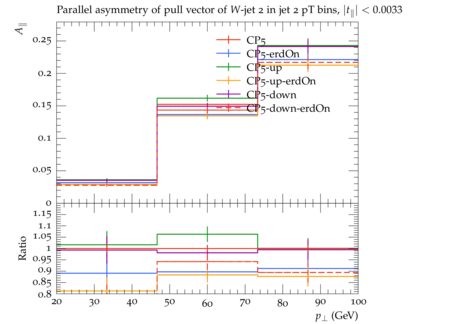 Parallel asymmetry of pull vector of W-jet 2 in jet 2 pT bins, |t∥| < 0.0033
A∥
0.25
0.2
0.15
0.1
0.05
0
CP5
CP5-erdOn
CP5-up
CP5-up-erdOn
CP5-down
CP5-down-erdOn
Ratio
1.15
1.1
1.05
1
0.95
0.9
0.85
0.8
20 30 40 50 60 70 80 90 100
p⊥ (GeV)